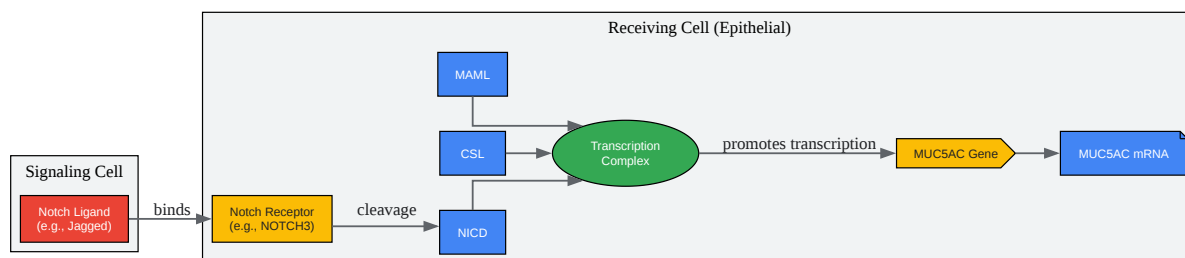 Receiving Cell (Epithelial)
MAML
CSL
Transcription
Complex
promotes transcription
MUC5AC Gene
MUC5AC mRNA
Signaling Cell
Notch Ligand
(e.g., Jagged)
binds
Notch Receptor
(e.g., NOTCH3)
cleavage
NICD